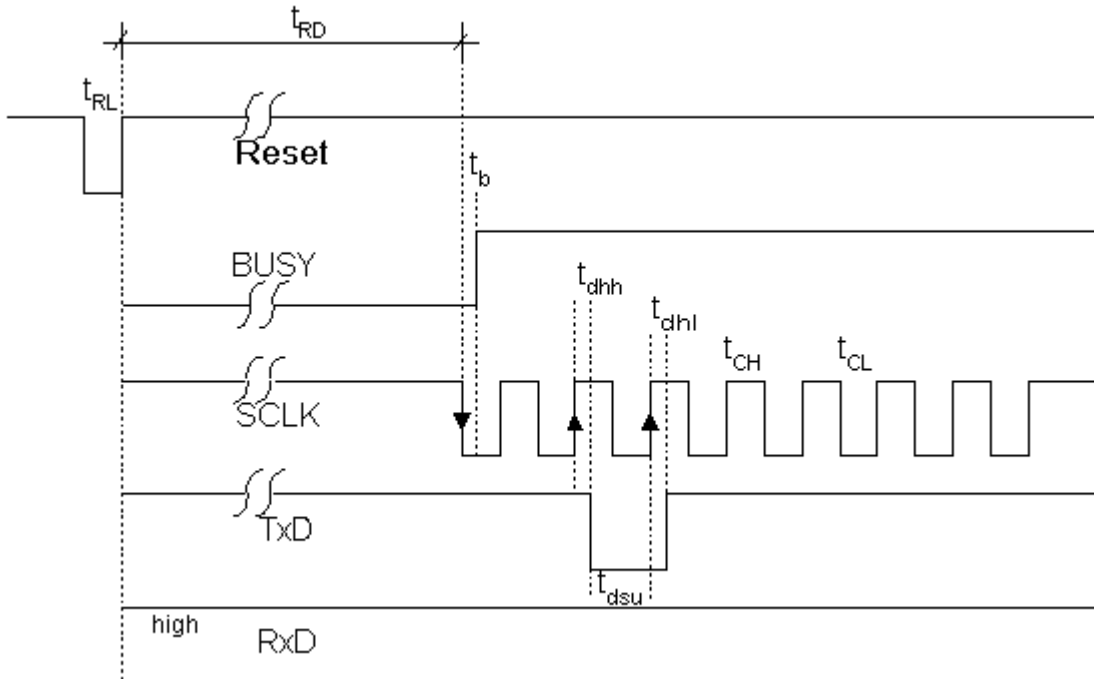 tRD
tRL
Reset
tb
BUSY
tdhh
tdhl
tCH
tCL
SCLK
TxD
tdsu
high
RxD